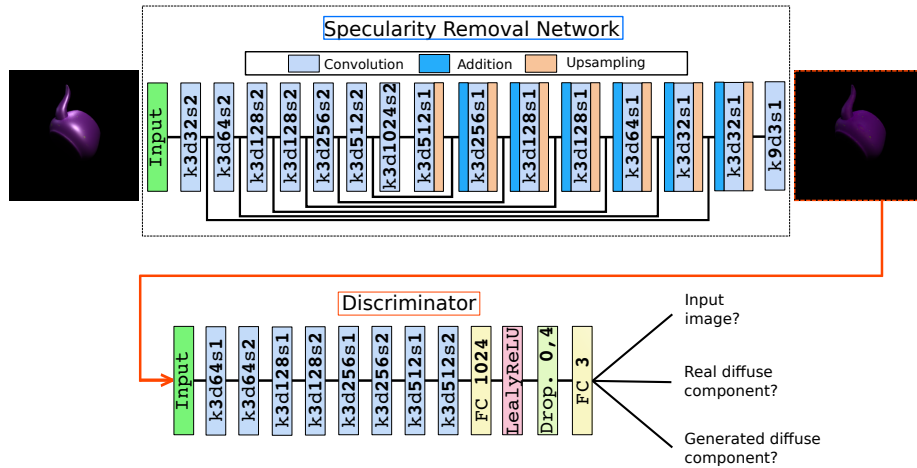 Specularity Removal Network
Convolution Addition Upsampling
Input
k3d32s2
k3d64s2
k3d128s2
k3d128s2
k3d256s2
k3d512s2
k3d1024s2
k3d512s1
k3d256s1
k3d128s1
k3d128s1
k3d64s1
k3d32s1
k3d32s1
k9d3s1
Discriminator
Input
k3d64s1
k3d64s2
k3d128s1
k3d128s2
k3d256s1
k3d256s2
k3d512s1
k3d512s2
FC 1024
LealyReLU
Drop. 0,4
FC 3
Input
image?
Real diffuse
component?
Generated diffuse
component?